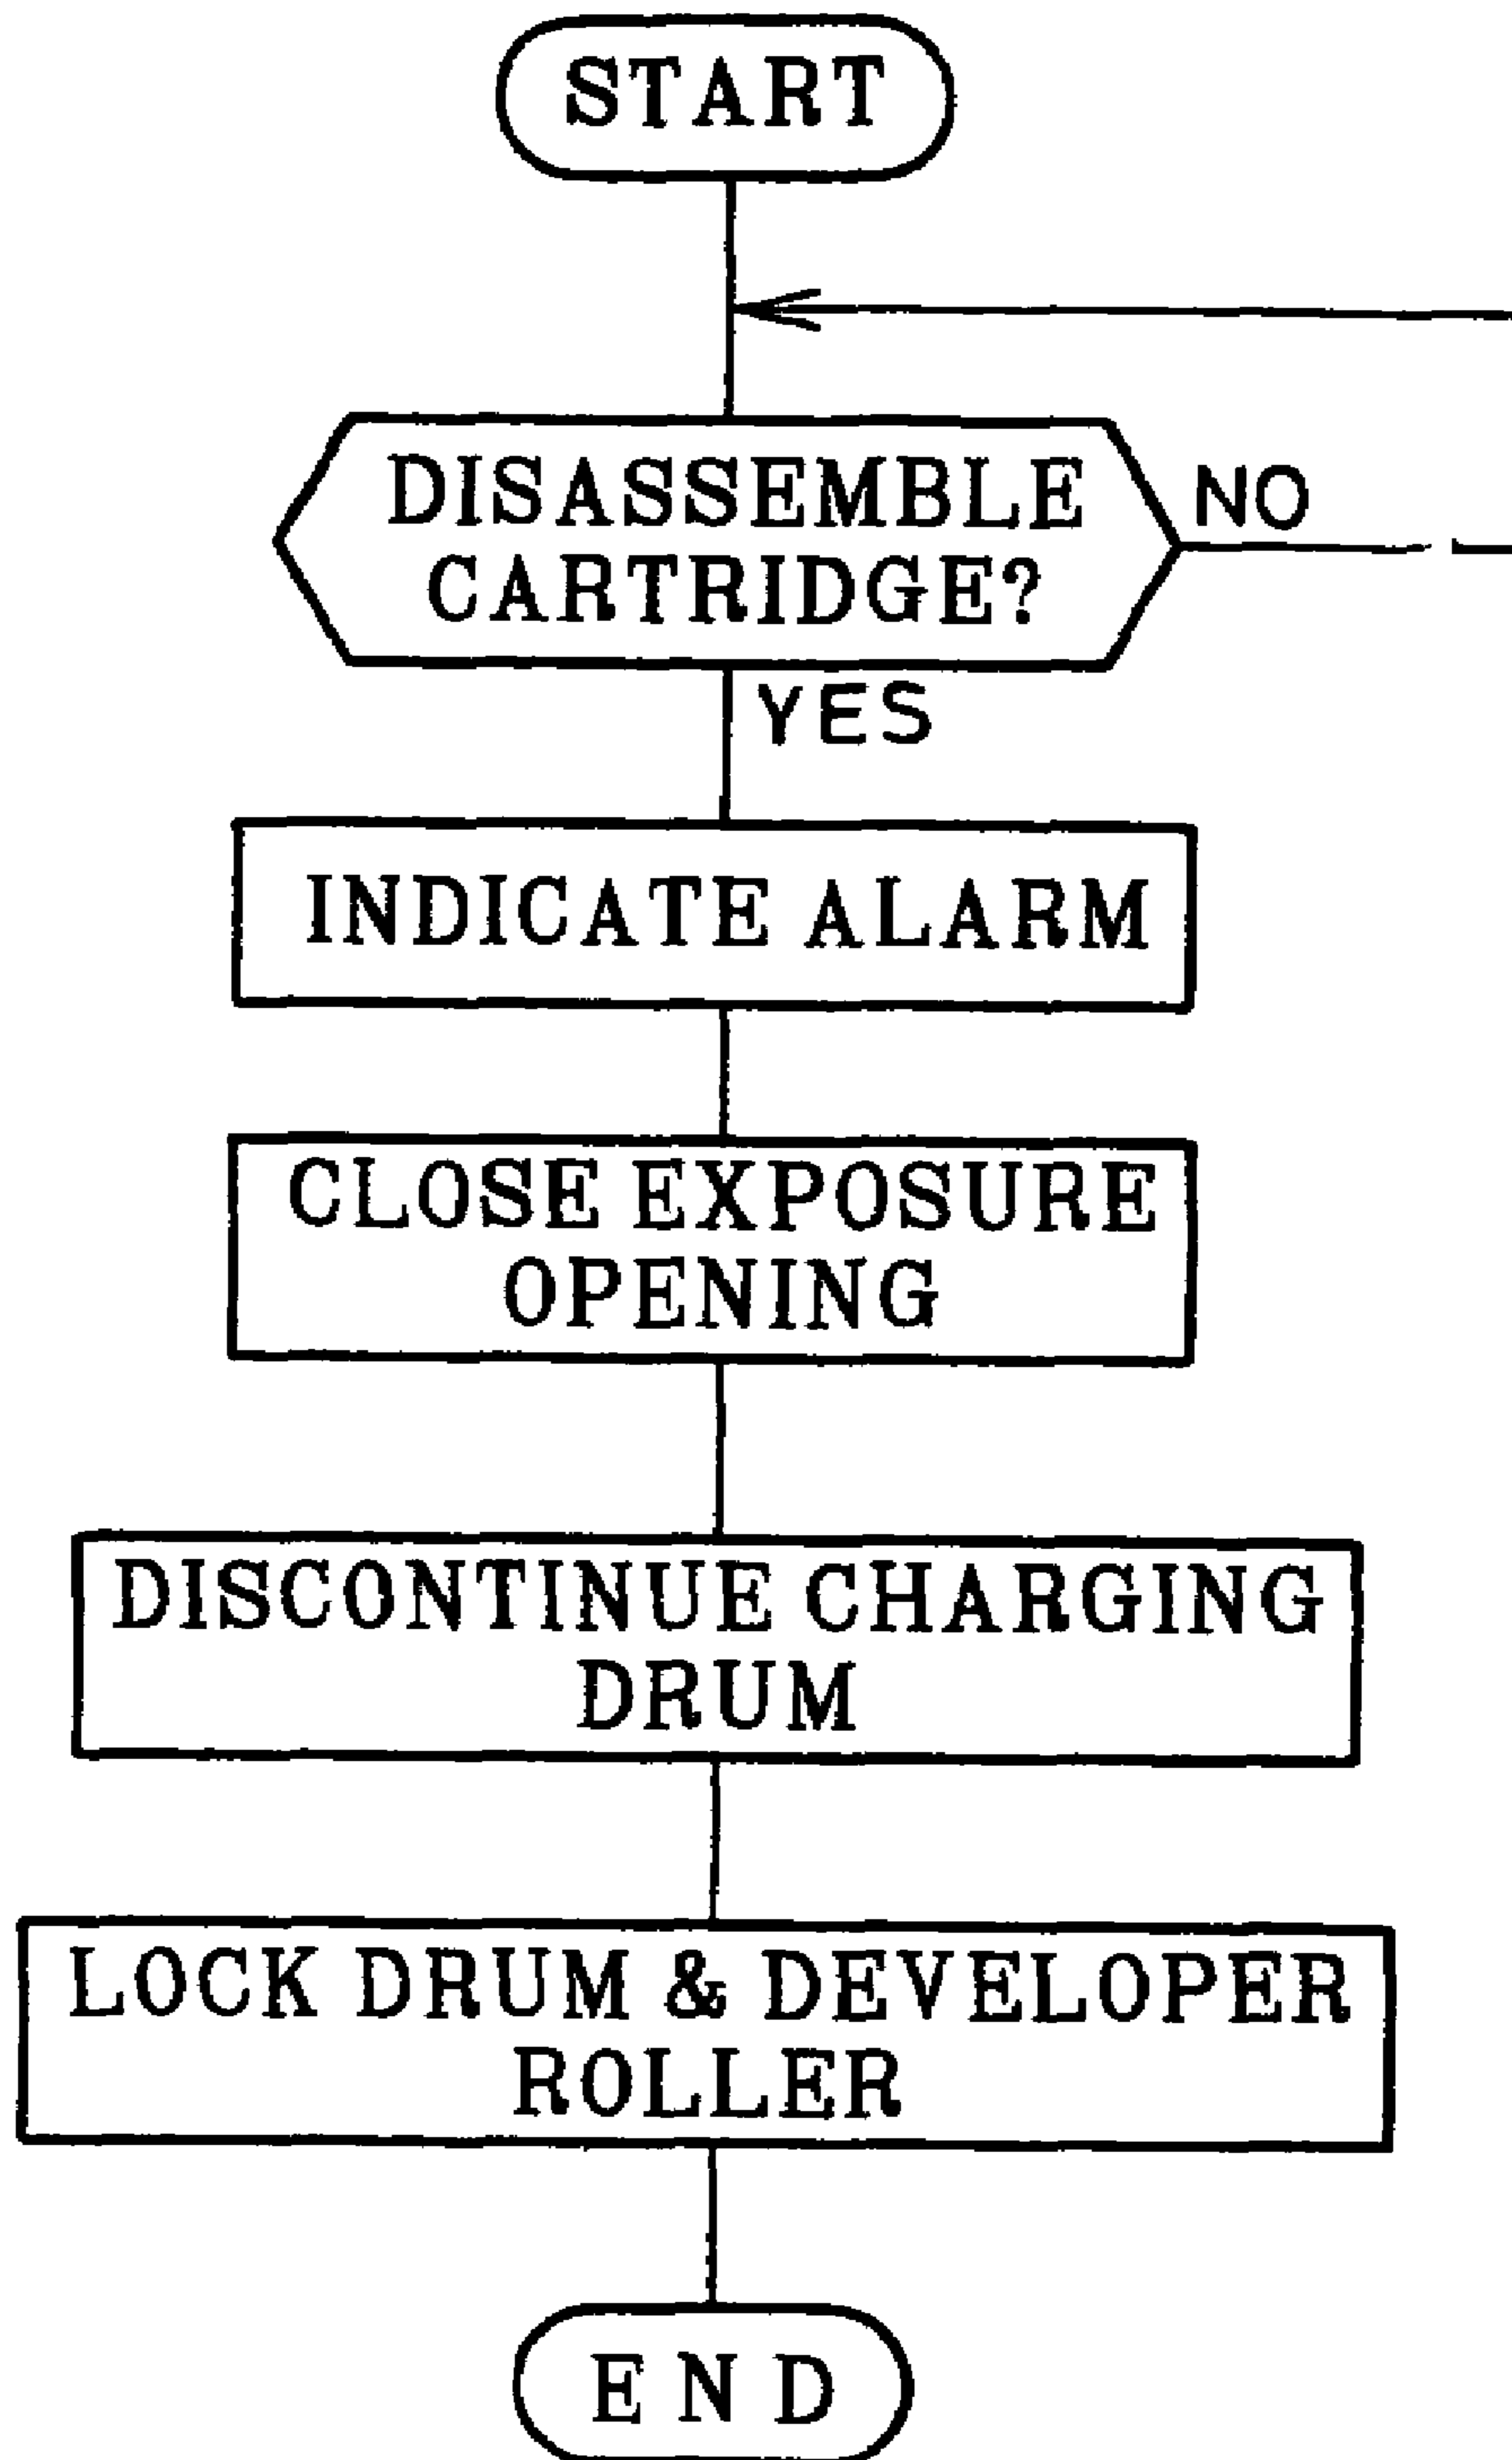 START
DISASSEMBLE
CARTRIDGE?
NO
YES
INDICATE ALARM
CLOSE EXPOSURE
OPENING
DISCONTINUE CHARGING
DRUM
LOCK DRUM & DEVELOPER
ROLLER
END